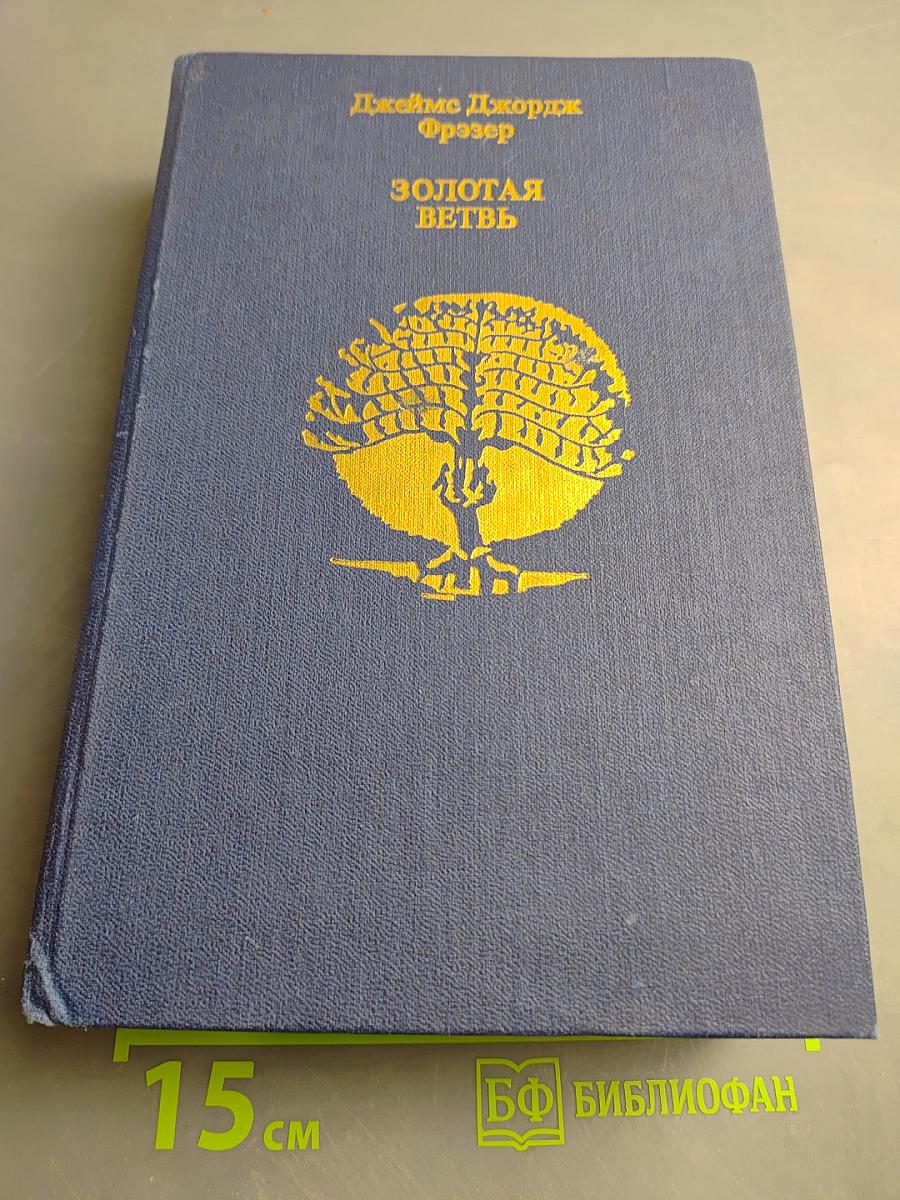 Джеймс Джордж
Фрэзер
ЗОЛОТАЯ
ВЕТВЬ
15 см
БФ БИБЛИОФАН